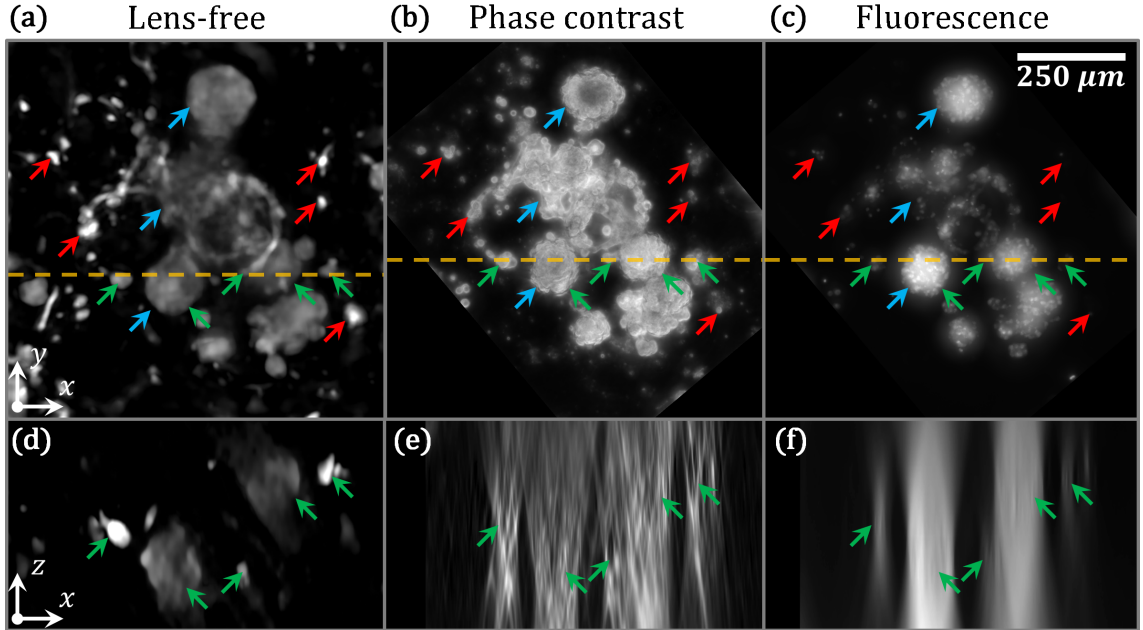 (a) Lens-free
(b) Phase contrast
(c) Fluorescence
250 μm
y
x
(d)
(e)
(f)
z
x